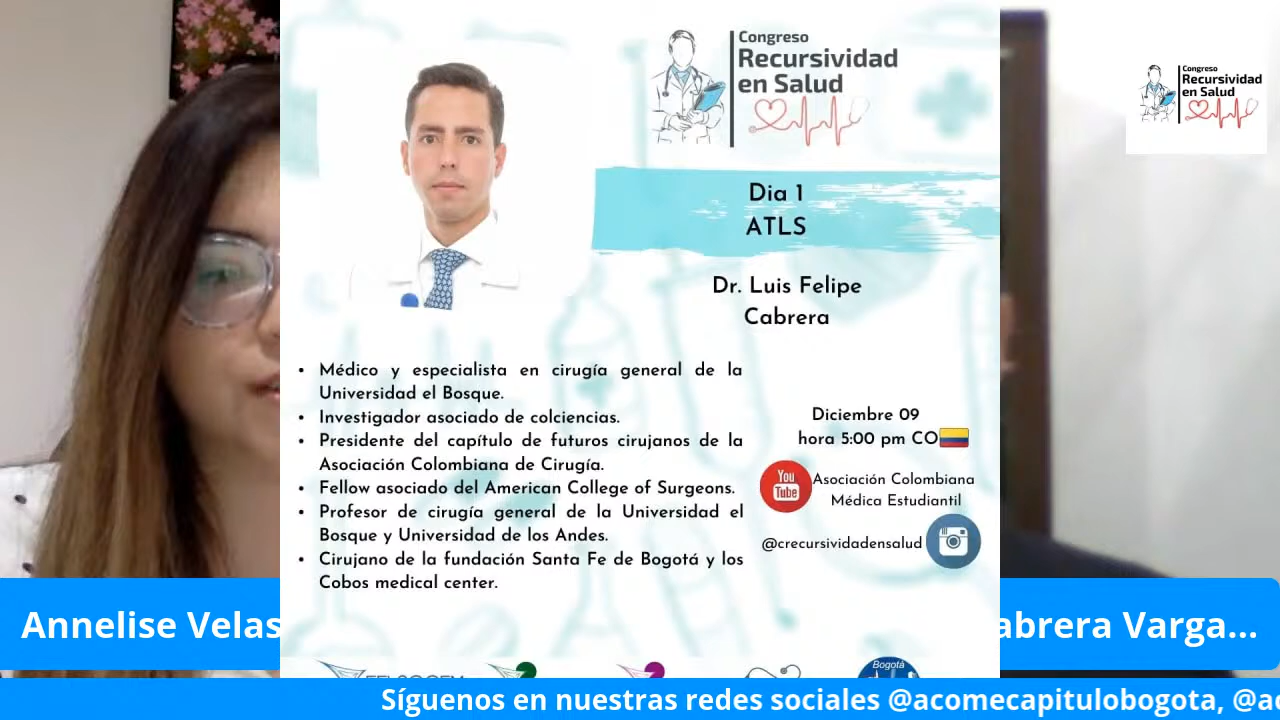 Congreso
Recursividad
en Salud
Congreso
Recursividad
en Salud
Dia 1
ATLS
Dr. Luis Felipe
Cabrera
• Médico y especialista en cirugía general de la
Universidad el Bosque.
• Investigador asociado de colciencias.
• Presidente del capítulo de futuros cirujanos de la
Asociación Colombiana de Cirugía.
• Fellow asociado del American College of Surgeons.
• Profesor de cirugía general de la Universidad el
Bosque y Universidad de los Andes.
• Cirujano de la fundación Santa Fe de Bogotá y los
Cobos medical center.
Diciembre 09
hora 5:00 pm CO
You
Tube
Asociación Colombiana
Médica Estudiantil
@crecursividadensalud
Annelise Velas
abrera Varga...
Bogotá
Síguenos en nuestras redes sociales @acomecapitulobogota, @ac